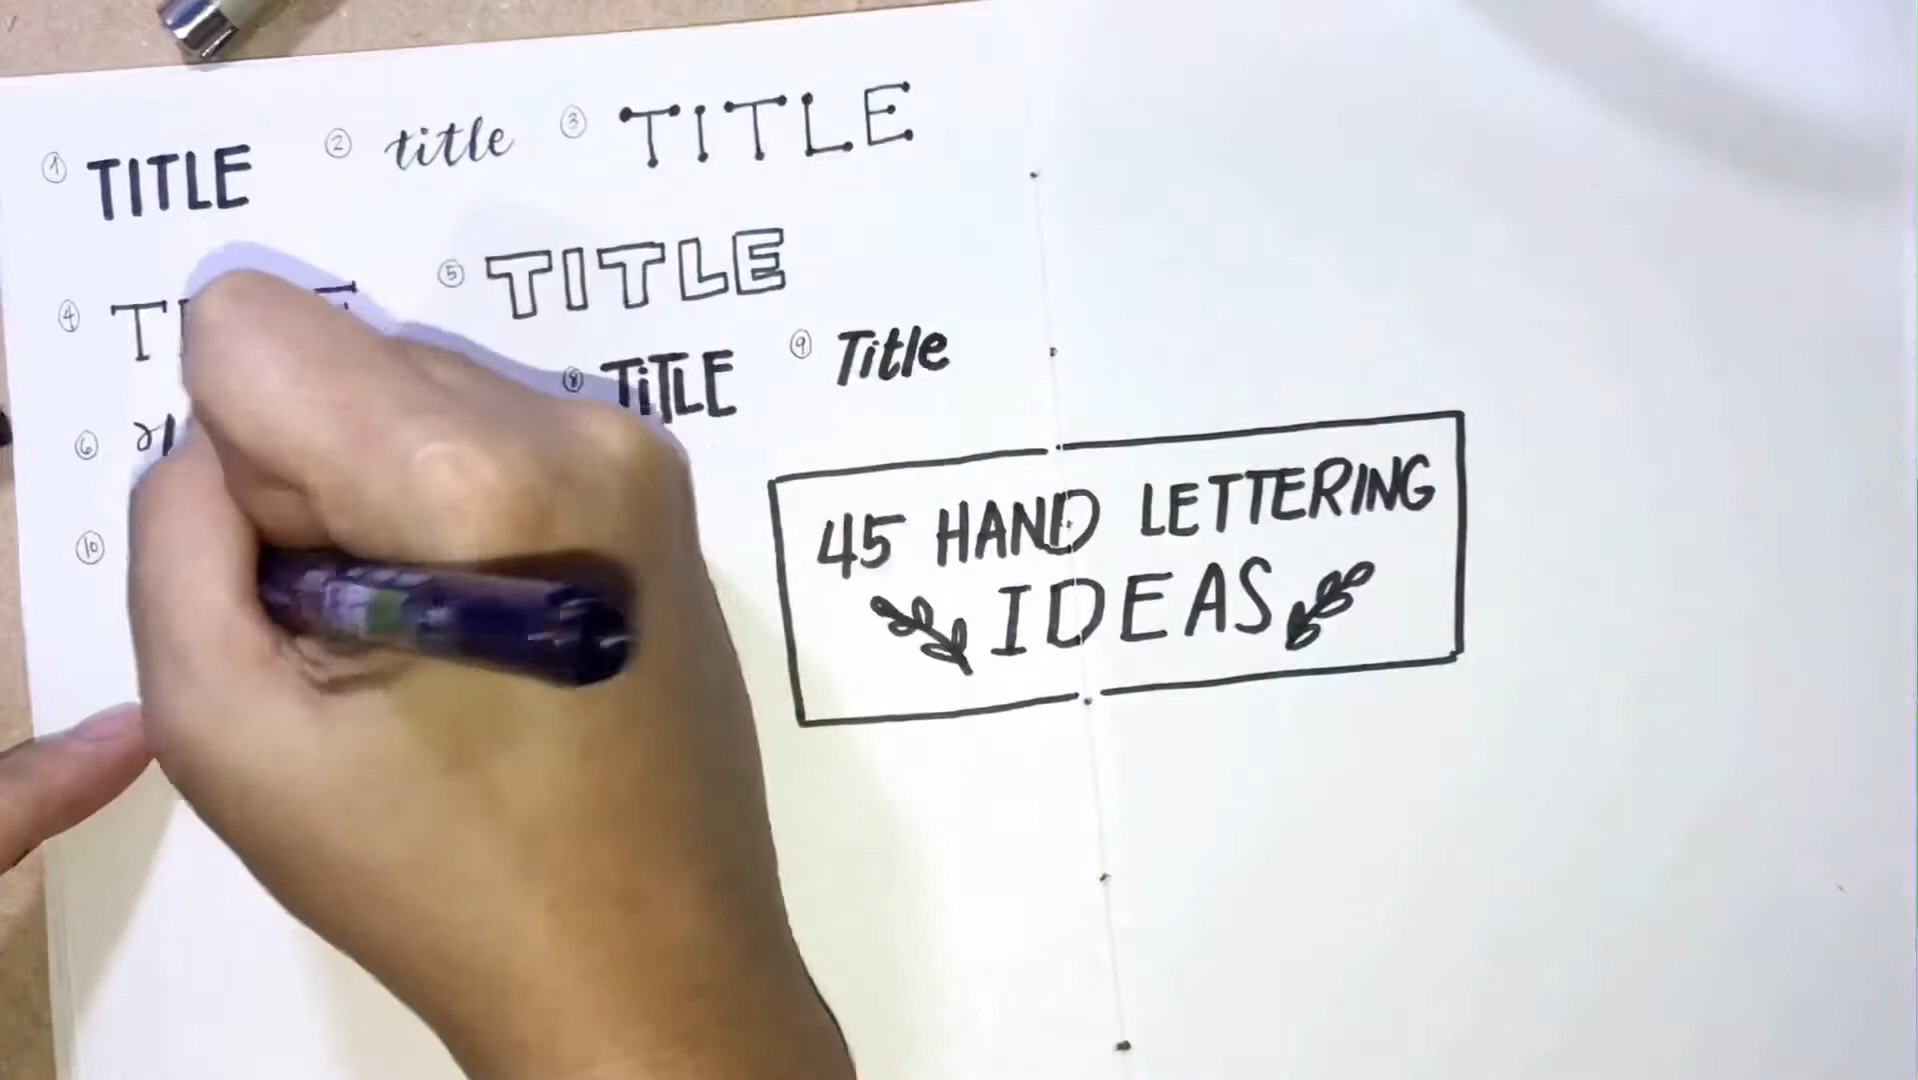 ① TITLE ② title ③ TITLE
④ ⑤ TITLE
⑥ ⑧ TiTLE ⑨ Title
⑩
45 HAND LETTERING
IDEAS